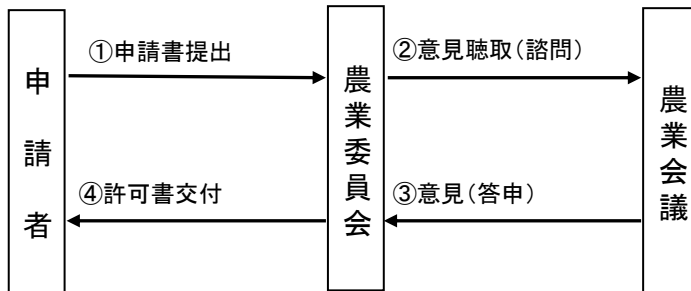 申請者
①申請書提出
④許可書交付
農業委員会
②意見聴取（諮問）
③意見（答申）
農業会議